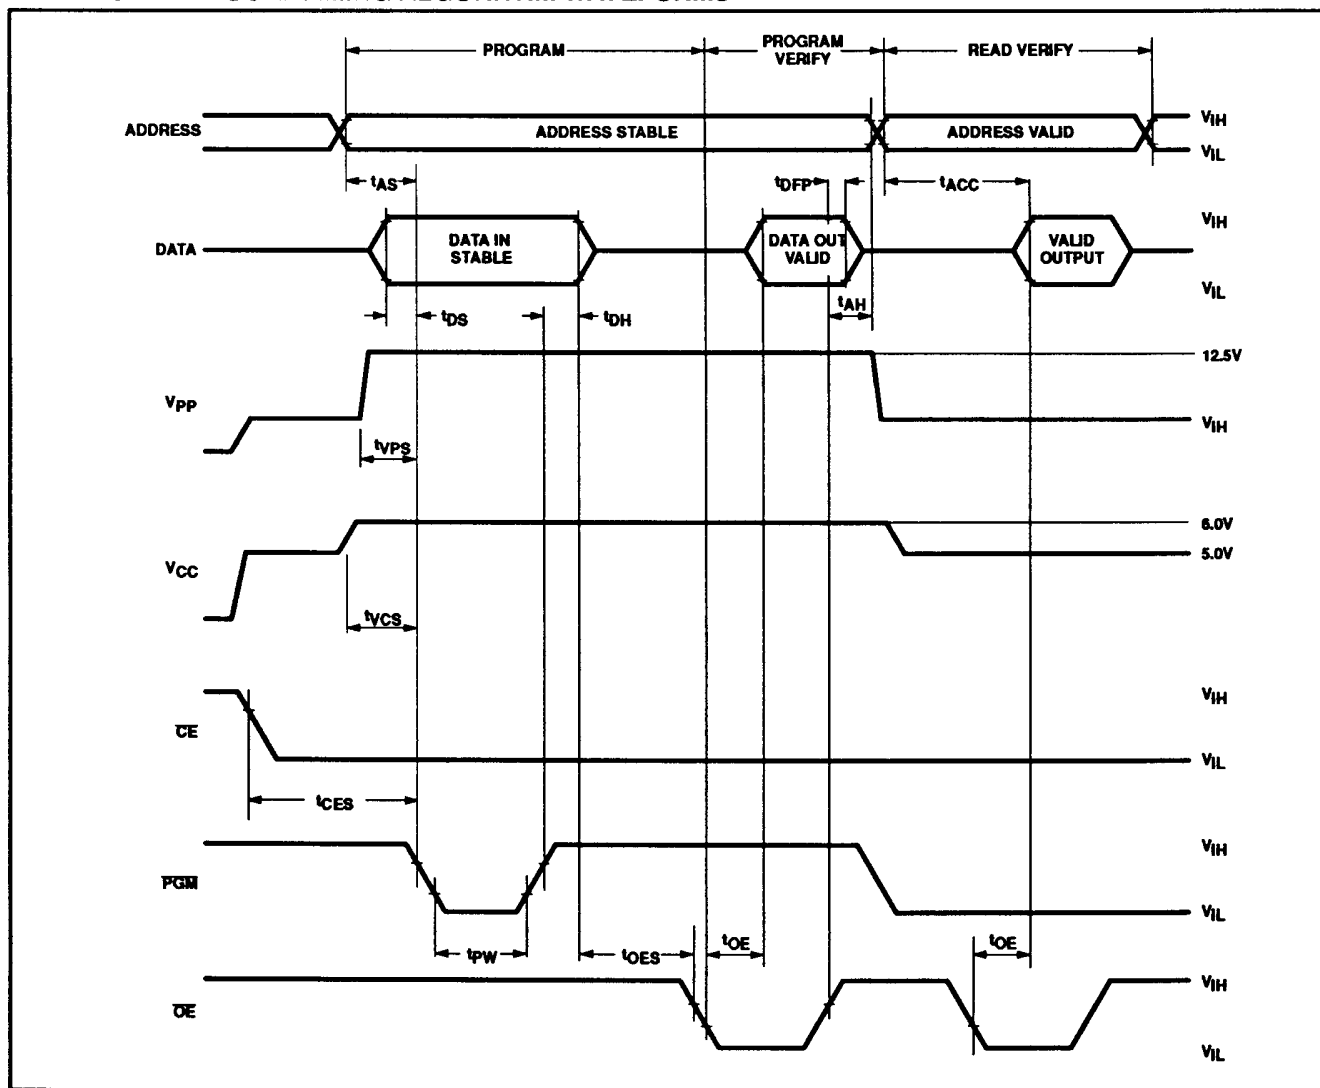 PROGRAM
PROGRAM
VERIFY
READ VERIFY
ADDRESS
ADDRESS STABLE
ADDRESS VALID
VIH
VIL
tAS
tDFP
tACC
DATA
DATA IN
STABLE
DATA OUT
VALID
VALID
OUTPUT
VIH
VIL
tDS
tDH
tAH
VPP
12.5V
VIH
tVPS
VCC
6.0V
5.0V
tVCS
CE
VIH
VIL
tCES
PGM
VIH
VIL
tPW
tOES
tOE
tOE
OE
VIH
VIL